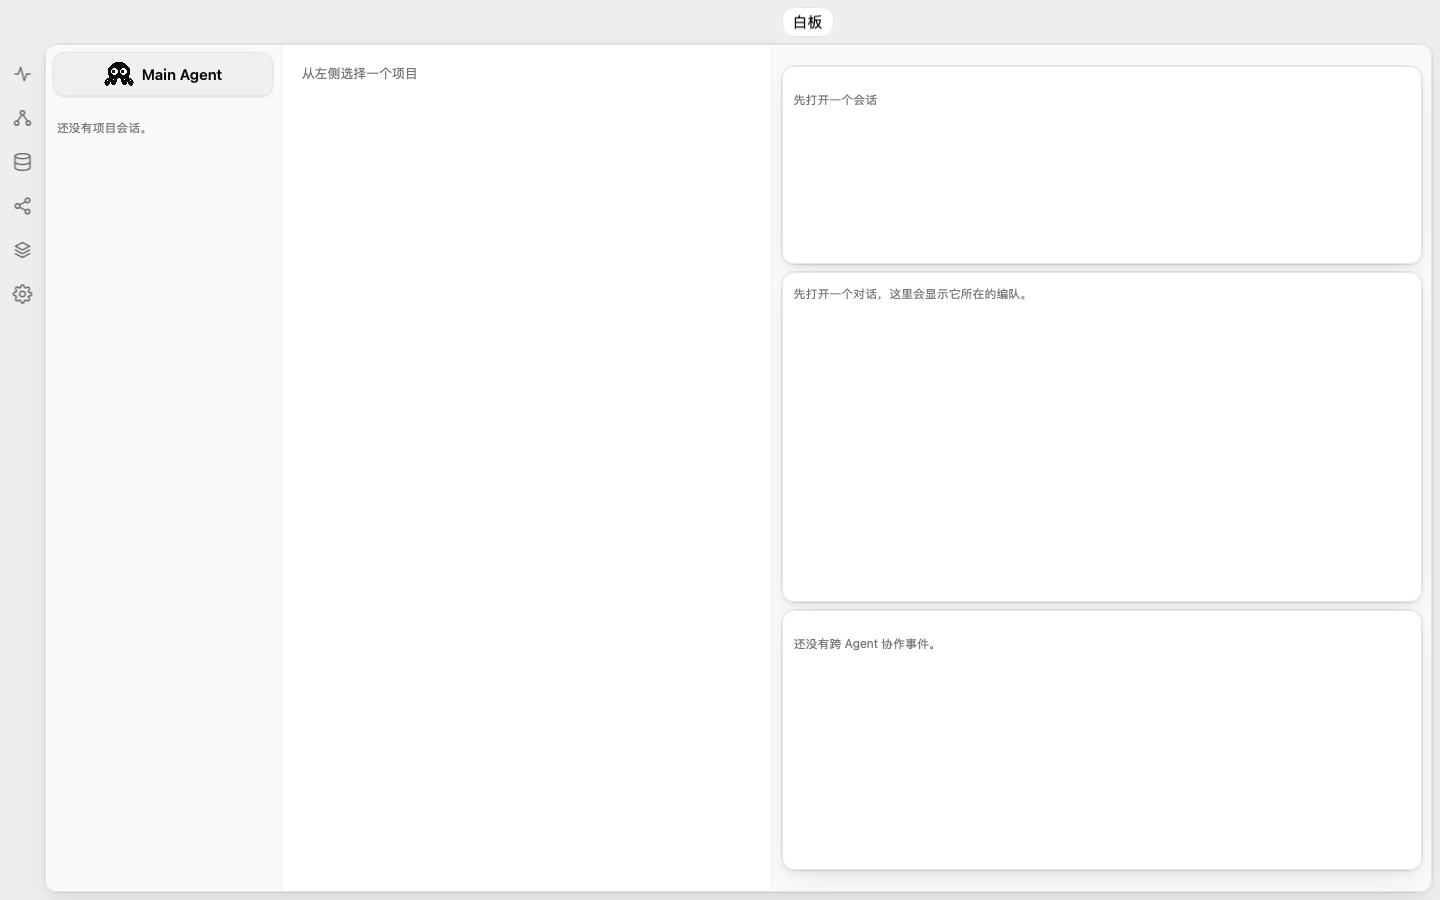 白板
Main Agent
还没有项目会话。
从左侧选择一个项目
先打开一个会话
先打开一个对话，这里会显示它所在的编队。
还没有跨 Agent 协作事件。